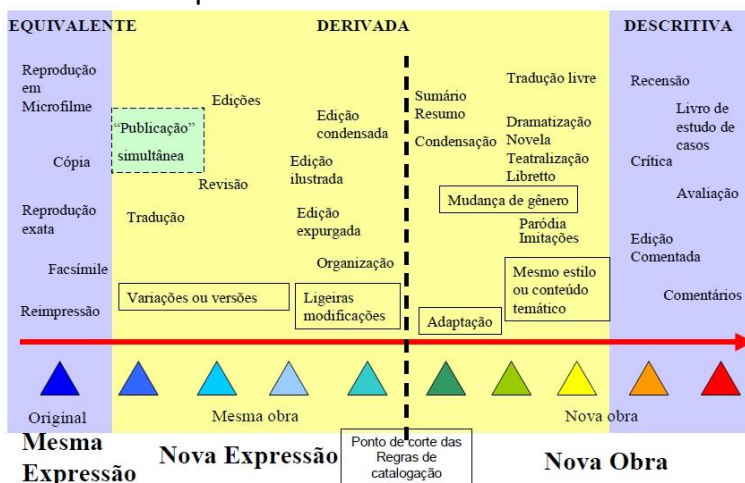 EQUIVALENTE
DERIVADA
DESCRITIVA
Reprodução
em
Microfilme
Cópia
Reprodução
exata
Facsímile
Reimpressão
“Publicação”
simultânea
Edições
Revisão
Tradução
Variações ou versões
Edição
condensada
Edição
ilustrada
Edição
expurgada
Organização
Ligeiras
modificações
Sumário
Resumo
Condensação
Tradução livre
Dramatização
Novela
Teatralização
Libretto
Mudança de gênero
Paródia
Imitações
Mesmo estilo
ou conteúdo
temático
Adaptação
Recensão
Livro de
estudo de
casos
Crítica
Avaliação
Edição
Comentada
Comentários
Original
Mesma obra
Nova obra
Mesma
Expressão
Nova Expressão
Ponto de corte das
Regras de
catalogação
Nova Obra